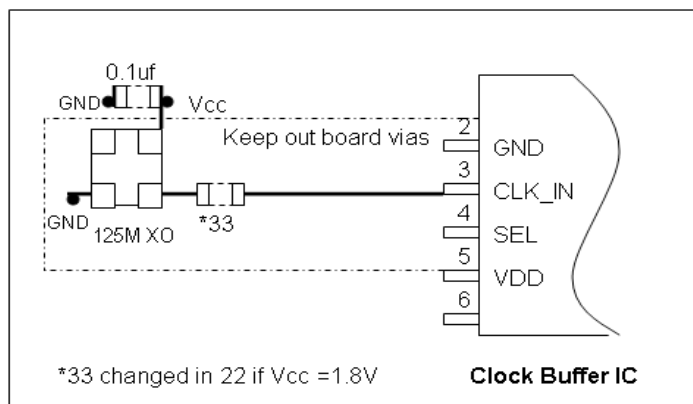 0.1uf
GND
Vcc
Keep out board vias
2
GND
3
CLK_IN
*33
GND
125M XO
4
SEL
5
VDD
6
*33 changed in 22 if Vcc =1.8V
Clock Buffer IC